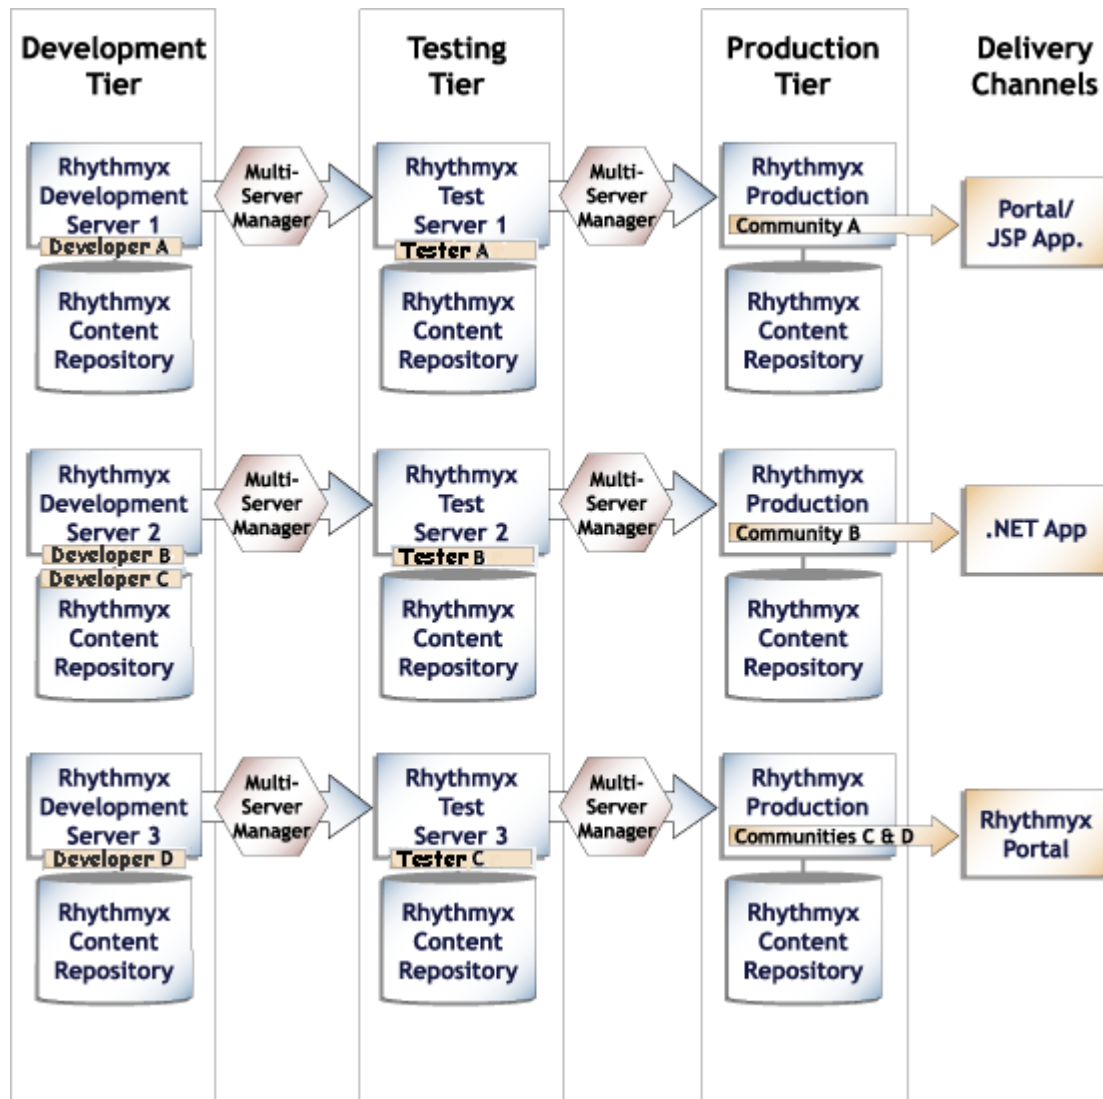 Development
Tier
Testing
Tier
Production
Tier
Delivery
Channels
Rhythmyx
Development
Server 1
Developer A
Rhythmyx
Content
Repository
Multi-
Server
Manager
Rhythmyx
Test
Server 1
Tester A
Rhythmyx
Content
Repository
Multi-
Server
Manager
Rhythmyx
Production
Community A
Rhythmyx
Content
Repository
Portal/
JSP App.
Rhythmyx
Development
Server 2
Developer B
Developer C
Rhythmyx
Content
Repository
Multi-
Server
Manager
Rhythmyx
Test
Server 2
Tester B
Rhythmyx
Content
Repository
Multi-
Server
Manager
Rhythmyx
Production
Community B
Rhythmyx
Content
Repository
.NET App
Rhythmyx
Development
Server 3
Developer D
Rhythmyx
Content
Repository
Multi-
Server
Manager
Rhythmyx
Test
Server 3
Tester C
Rhythmyx
Content
Repository
Multi-
Server
Manager
Rhythmyx
Production
Communities C & D
Rhythmyx
Content
Repository
Rhythmyx
Portal